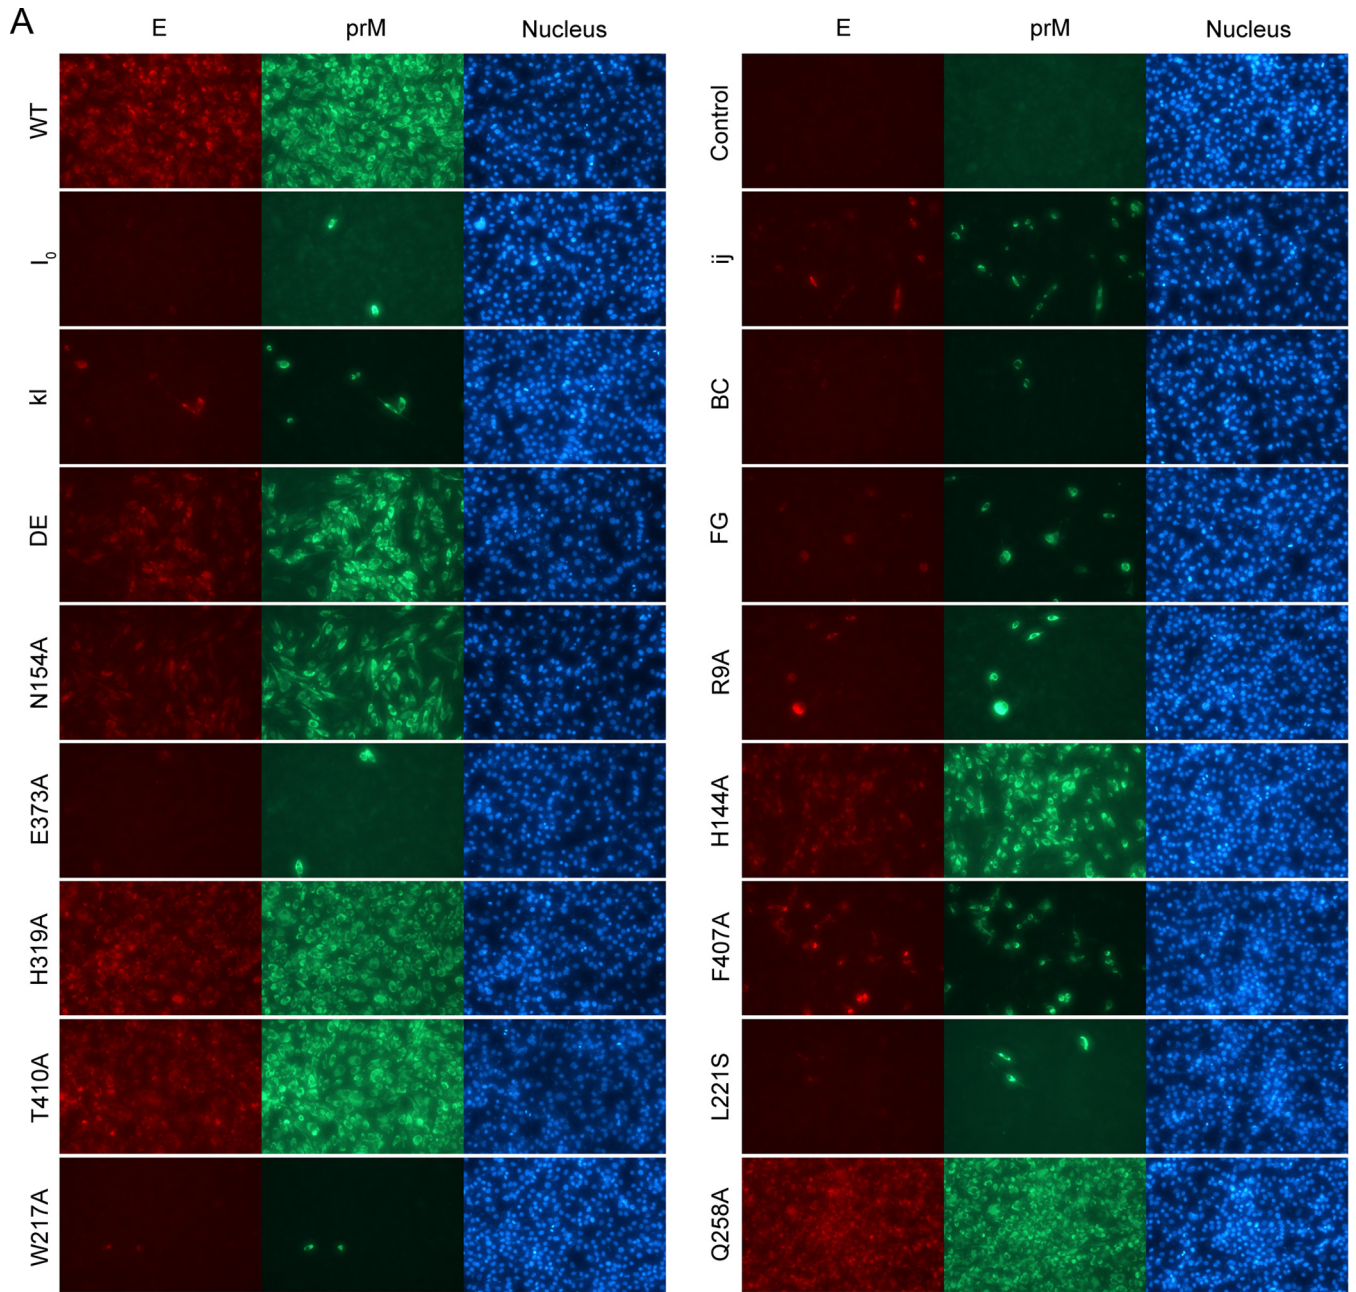 A
E prM Nucleus E prM Nucleus
WT Control
I0 ij
kl BC
DE FG
N154A R9A
E373A H144A
H319A F407A
T410A L221S
W217A Q258A